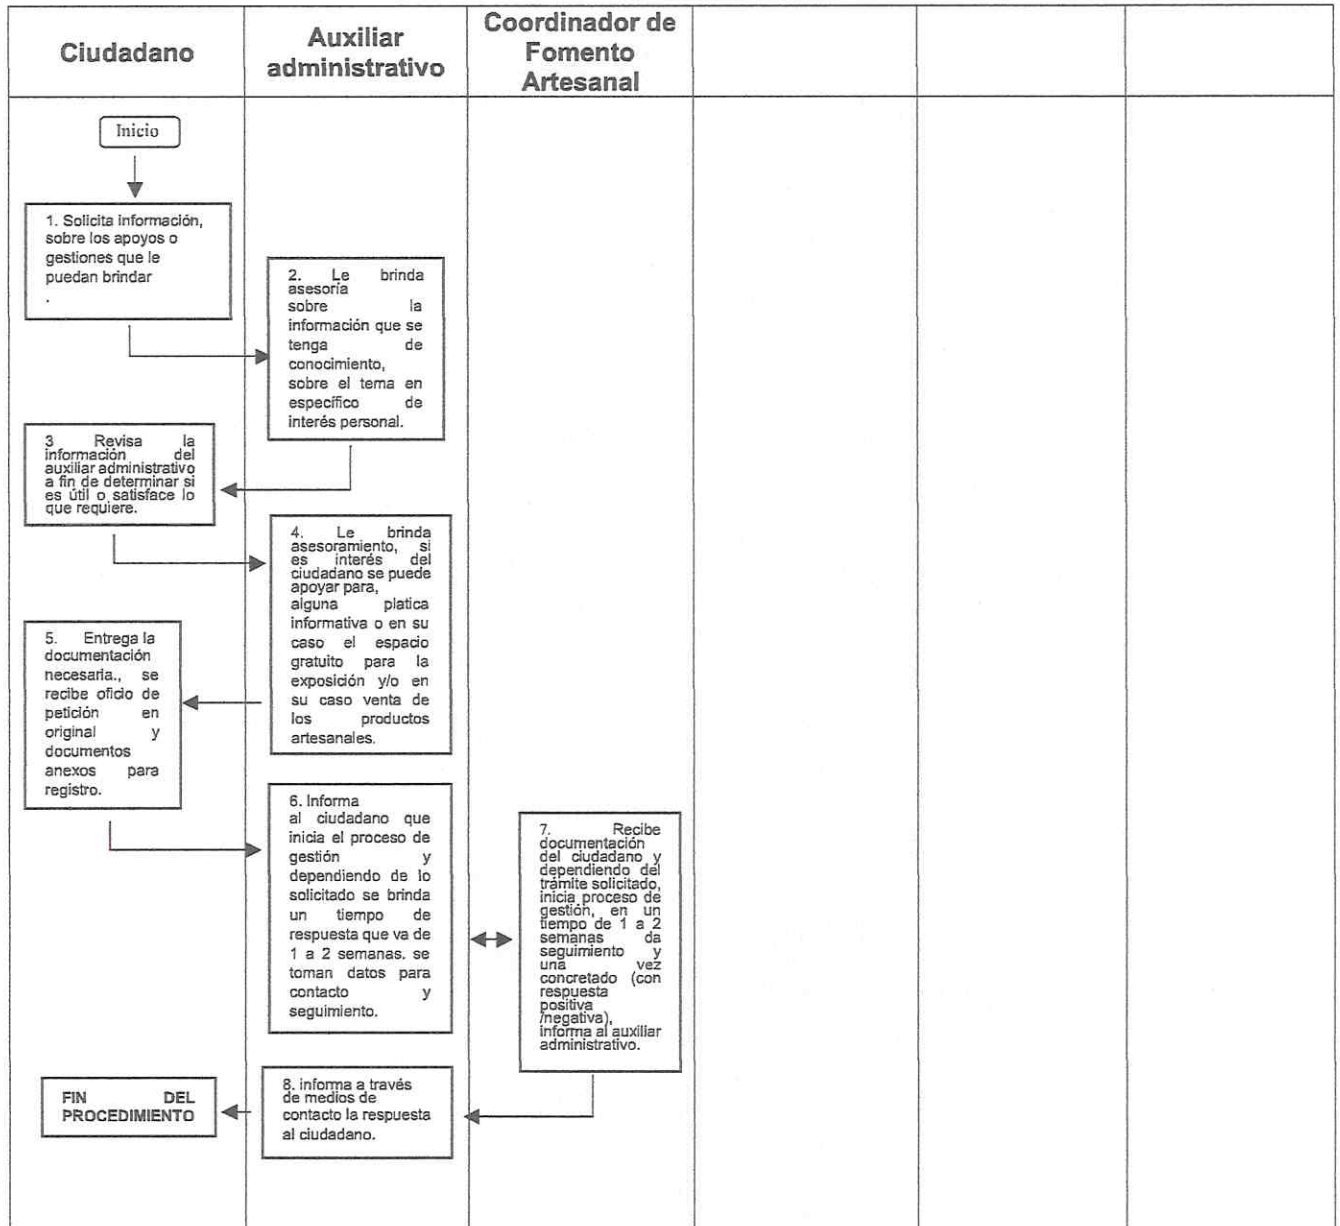 Ciudadano
Auxiliar
administrativo
Coordinador de
Fomento
Artesanal
Inicio
1. Solicita información,
sobre los apoyos o
gestiones que le
puedan brindar
.
2. Le brinda
asesoría
sobre la
información que se
tenga de
conocimiento,
sobre el tema en
específico de
interés personal.
3 Revisa la
información del
auxiliar administrativo
a fin de determinar si
es útil o satisface lo
que requiere.
4. Le brinda
asesoramiento, si
es interés del
ciudadano se puede
apoyar para,
alguna platica
informativa o en su
caso el espacio
gratuito para la
exposición y/o en
su caso venta de
los productos
artesanales.
5. Entrega la
documentación
necesaria., se
recibe oficio de
petición en
original y
documentos
anexos para
registro.
6. Informa
al ciudadano que
inicia el proceso de
gestión y
dependiendo de lo
solicitado se brinda
un tiempo de
respuesta que va de
1 a 2 semanas. se
toman datos para
contacto y
seguimiento.
7. Recibe
documentación
del ciudadano y
dependiendo del
trámite solicitado,
inicia proceso de
gestión, en un
tiempo de 1 a 2
semanas da
seguimiento y
una vez
concretado (con
respuesta
positiva
/negativa),
informa al auxiliar
administrativo.
8. informa a través
de medios de
contacto la respuesta
al ciudadano.
FIN DEL
PROCEDIMIENTO